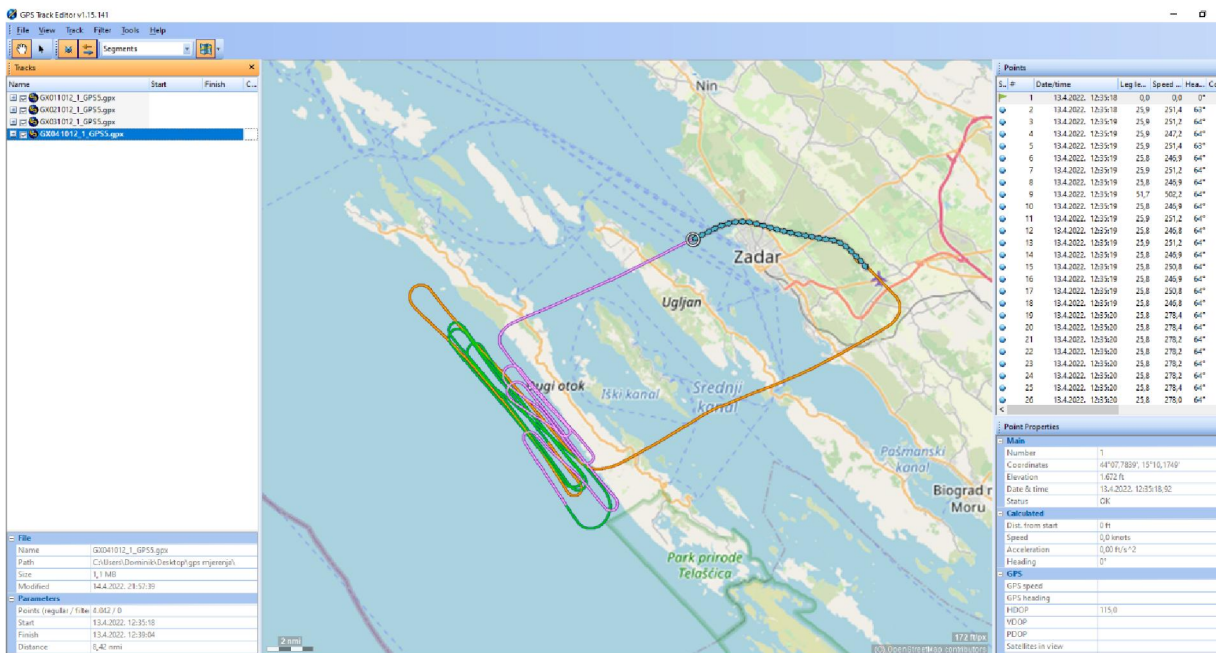 GPS Track Editor v1.15.141
File View Track Filter Tools Help
Segments
Tracks
Name Start Finish C...
GX011012_1_GPS5.gpx
GX021012_1_GPS5.gpx
GX031012_1_GPS5.gpx
GX041012_1_GPS5.gpx
File
Name GX041012_1_GPS5.gpx
Path C:\Users\Dominik\Desktop\gps mjerenja\
Size 1,1 MB
Modified 14.4.2022. 21:57:39
Parameters
Points (regular / filte 4.042 / 0
Start 13.4.2022. 12:35:18
Finish 13.4.2022. 12:39:04
Distance 8,42 nmi
Nin
Zadar
Ugljan
Dugi otok
Iški kanal
Srednji
kanal
Pašmanski
kanal
Biograd n
Moru
Park prirode
Telašćica
2 nmi
172 ft/px
OpenStreetMap contributors
Points
S.. # Date/time Leg le... Speed ... Hea... Co
1 13.4.2022. 12:35:18 0,0 0,0 0°
2 13.4.2022. 12:35:18 25,9 251,4 63°
3 13.4.2022. 12:35:19 25,9 251,2 64°
4 13.4.2022. 12:35:19 25,9 247,2 64°
5 13.4.2022. 12:35:19 25,9 251,4 63°
6 13.4.2022. 12:35:19 25,8 246,9 64°
7 13.4.2022. 12:35:19 25,9 251,2 64°
8 13.4.2022. 12:35:19 25,8 246,9 64°
9 13.4.2022. 12:35:19 51,7 502,2 64°
10 13.4.2022. 12:35:19 25,8 246,9 64°
11 13.4.2022. 12:35:19 25,9 251,2 64°
12 13.4.2022. 12:35:19 25,8 246,8 64°
13 13.4.2022. 12:35:19 25,9 251,2 64°
14 13.4.2022. 12:35:19 25,8 246,9 64°
15 13.4.2022. 12:35:19 25,8 250,8 64°
16 13.4.2022. 12:35:19 25,8 246,9 64°
17 13.4.2022. 12:35:19 25,8 250,8 64°
18 13.4.2022. 12:35:19 25,8 246,8 64°
19 13.4.2022. 12:35:20 25,8 278,4 64°
20 13.4.2022. 12:35:20 25,8 278,4 64°
21 13.4.2022. 12:35:20 25,8 278,2 64°
22 13.4.2022. 12:35:20 25,8 278,2 64°
23 13.4.2022. 12:35:20 25,8 278,2 64°
24 13.4.2022. 12:35:20 25,8 278,2 64°
25 13.4.2022. 12:35:20 25,8 278,4 64°
26 13.4.2022. 12:35:20 25,8 278,0 64°
Point Properties
Main
Number 1
Coordinates 44°07,7839', 15°10,1749'
Elevation 1.672 ft
Date & time 13.4.2022. 12:35:18,92
Status OK
Calculated
Dist. from start 0 ft
Speed 0,0 knots
Acceleration 0,00 ft/s^2
Heading 0°
GPS
GPS speed
GPS heading
HDOP 115,0
VDOP
PDOP
Satellites in view